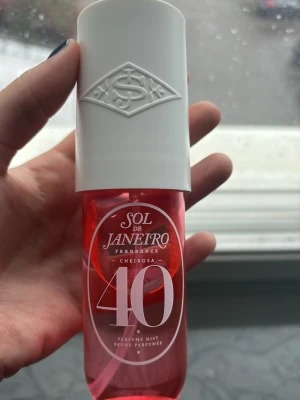 SOL
DE
JANEIRO
FRAGRANCE
CHEIROSA
40
PERFUME MIST
BRUME PARFUMÉE